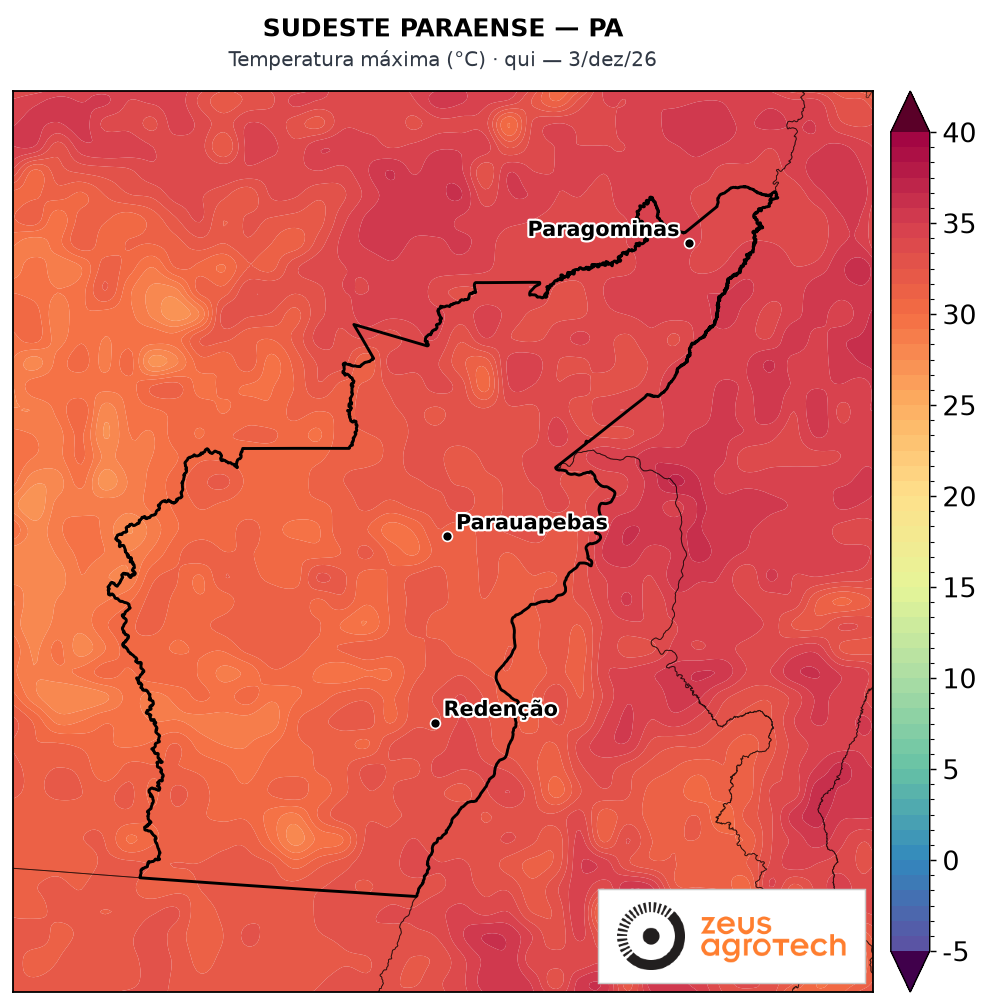 SUDESTE PARAENSE — PA
Temperatura máxima (°C) · qui — 3/dez/26
Paragominas
Parauapebas
Redenção
40
35
30
25
20
15
10
5
0
-5
zeus
agrotech